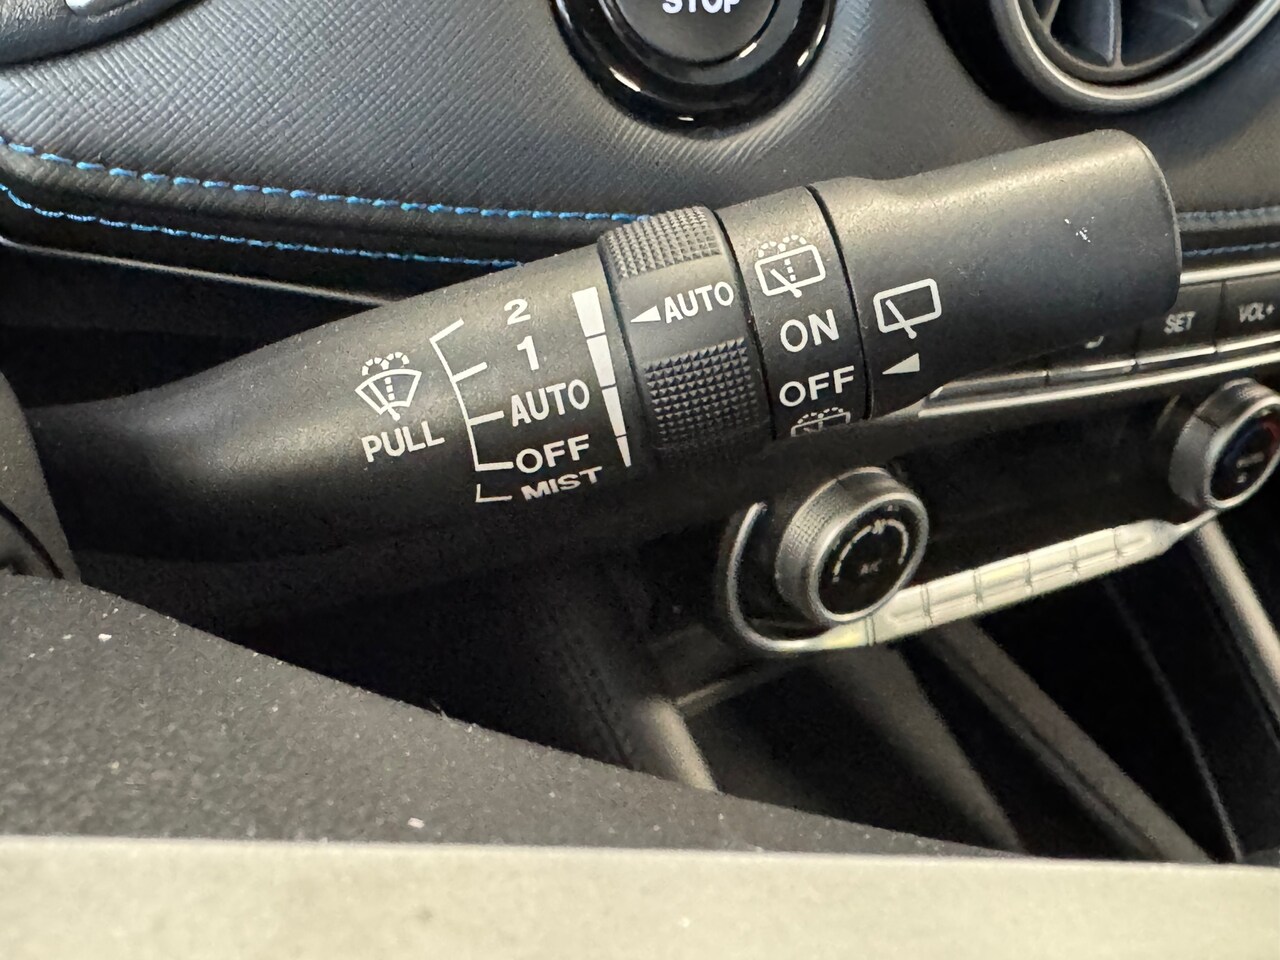 STOP
2
1
AUTO
OFF
MIST
PULL
AUTO
ON
OFF
SET
VOL+
A/C